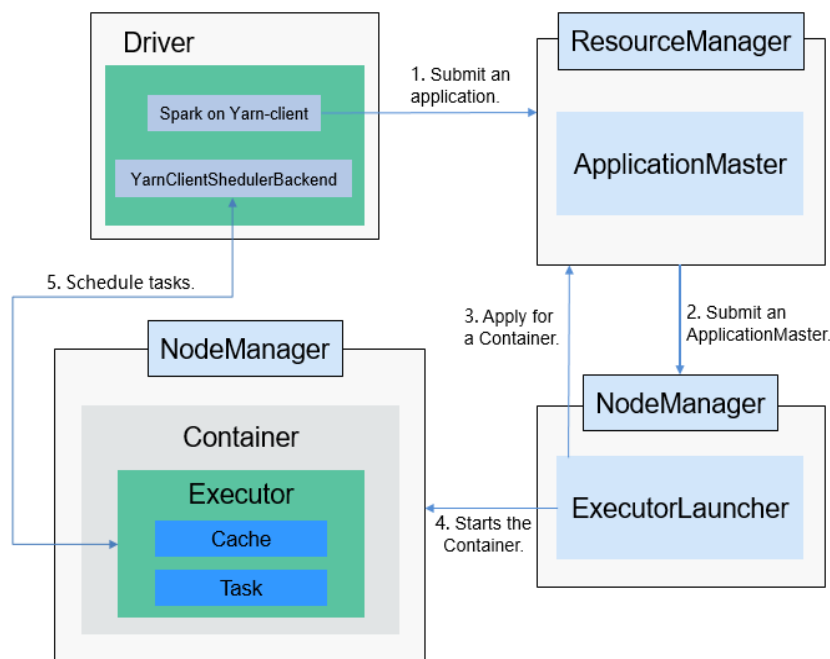 Driver
Spark on Yarn-client
YarnClientShedulerBackend
1. Submit an
application.
ResourceManager
ApplicationMaster
5. Schedule tasks.
3. Apply for
a Container.
2. Submit an
ApplicationMaster.
NodeManager
Container
Executor
Cache
Task
4. Starts the
Container.
NodeManager
ExecutorLauncher